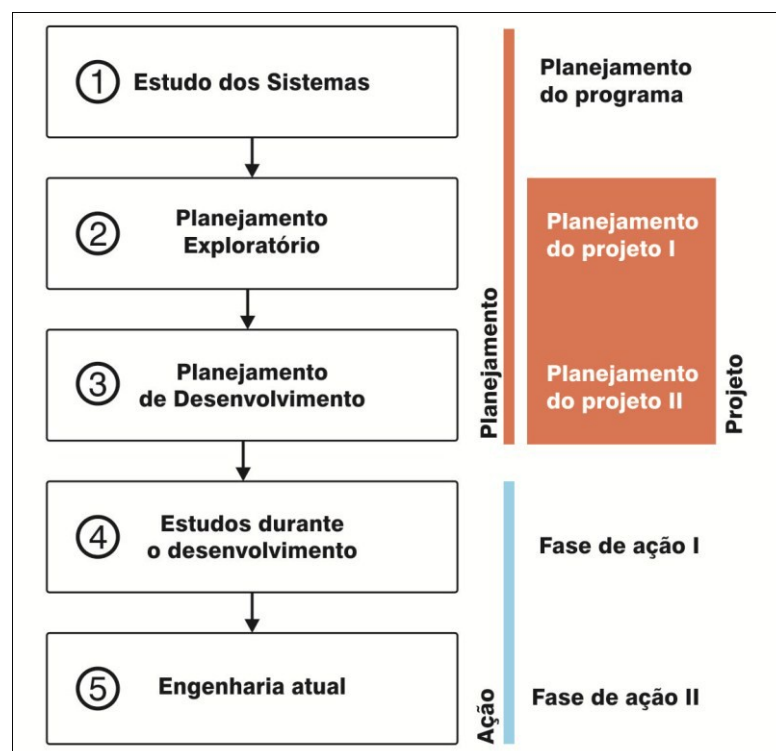 1 Estudo dos Sistemas
Planejamento
do programa
2 Planejamento
Exploratório
Planejamento
do projeto I
3 Planejamento
de Desenvolvimento
Planejamento
do projeto II
Planejamento
Projeto
4 Estudos durante
o desenvolvimento
Fase de ação I
5 Engenharia atual
Fase de ação II
Ação